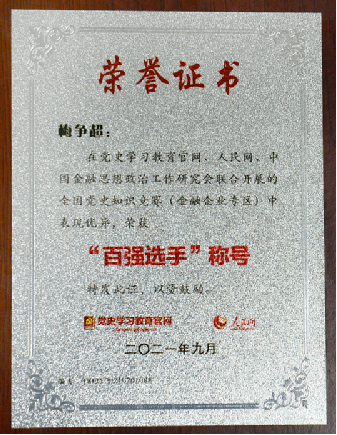 荣誉证书
梅争超：
在党史学习教育官网、人民网、中
国金融思想政治工作研究会联合开展的
全国党史知识竞赛（金融企业专区）中
表现优异，荣获
“百强选手”称号
特发此证，以资鼓励。
党史学习教育官网 人民网
二〇二一年九月